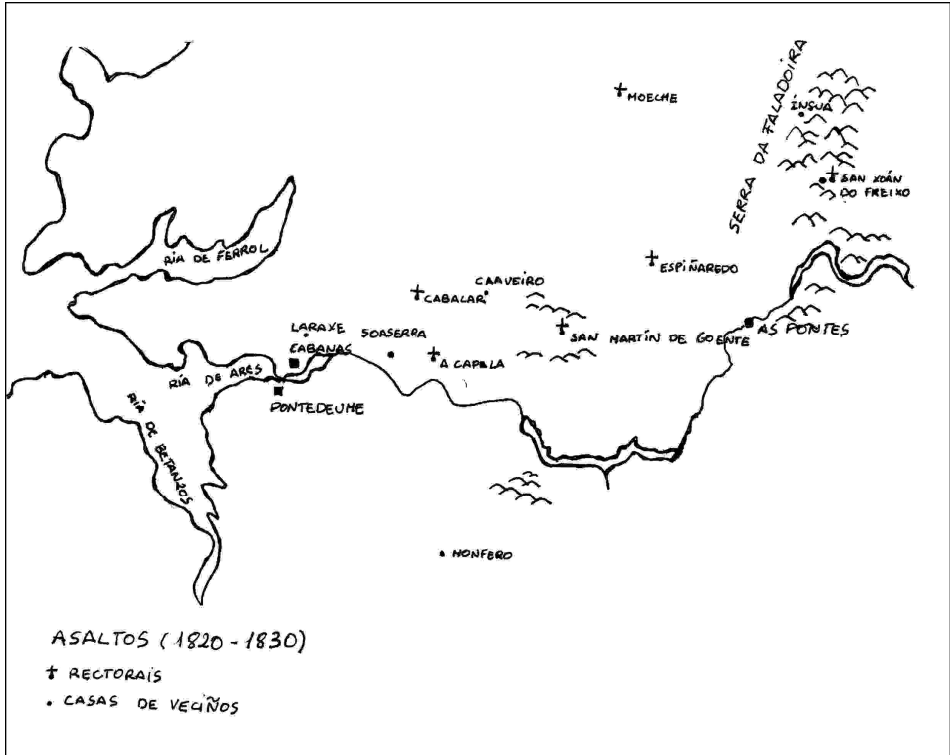 MOECHE
SERRA DA FALADOIRA
ÍNSUA
SAN XOÁN
DO FREIXO
RÍA DE FERROL
ESPIÑAREDO
CAAVEIRO
CABALAR
LARAXE
CABANAS
SOASERRA
A CAPELA
SAN MARTÍN DE GOENTE
AS PONTES
RÍA DE ARES
PONTEDEUME
RÍA DE BETANZOS
MONFERO
ASALTOS (1820-1830)
✝ RECTORAIS
• CASAS DE VECIÑOS